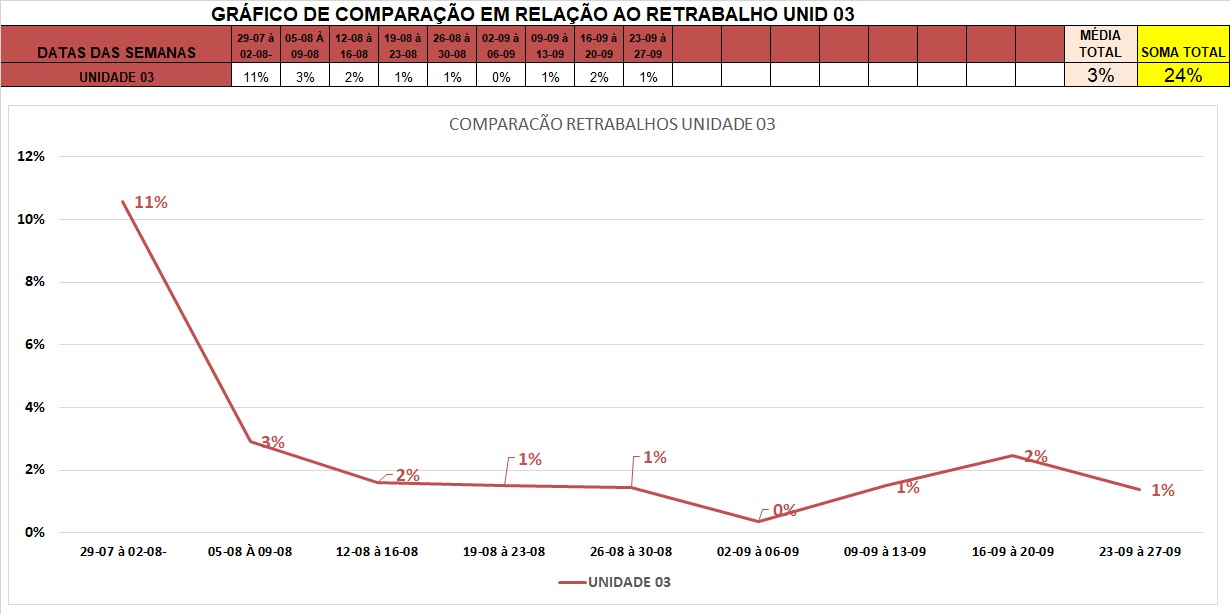 GRÁFICO DE COMPARAÇÃO EM RELAÇÃO AO RETRABALHO UNID 03
DATAS DAS SEMANAS 29-07 à 02-08- 05-08 À 09-08 12-08 à 16-08 19-08 à 23-08 26-08 à 30-08 02-09 à 06-09 09-09 à 13-09 16-09 à 20-09 23-09 à 27-09 MÉDIA TOTAL SOMA TOTAL
UNIDADE 03 11% 3% 2% 1% 1% 0% 1% 2% 1% 3% 24%
COMPARACÃO RETRABALHOS UNIDADE 03
12%
11%
10%
8%
6%
4%
3%
2%
1%
1%
0%
1%
2%
1%
2%
0%
29-07 à 02-08- 05-08 À 09-08 12-08 à 16-08 19-08 à 23-08 26-08 à 30-08 02-09 à 06-09 09-09 à 13-09 16-09 à 20-09 23-09 à 27-09
UNIDADE 03